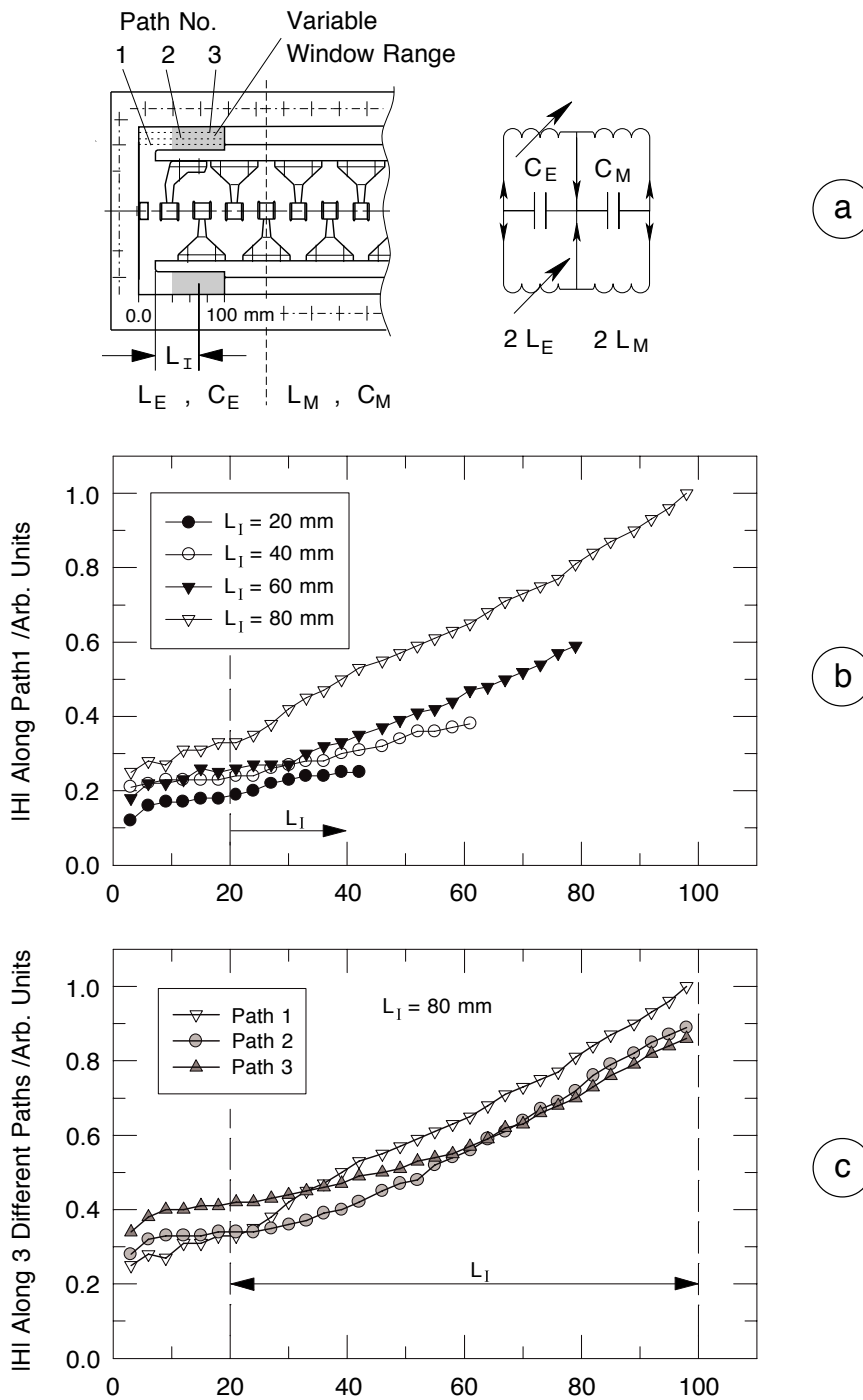 Path No.
1 2 3
Variable
Window Range
0.0 100 mm
L_I
L_E , C_E L_M , C_M
C_E C_M
2 L_E 2 L_M
a
IHI Along Path1 /Arb. Units
1.0
0.8
0.6
0.4
0.2
0.0
L_I = 20 mm
L_I = 40 mm
L_I = 60 mm
L_I = 80 mm
L_I
0 20 40 60 80 100
b
IHI Along 3 Different Paths /Arb. Units
1.0
0.8
0.6
0.4
0.2
0.0
Path 1
Path 2
Path 3
L_I = 80 mm
L_I
0 20 40 60 80 100
c